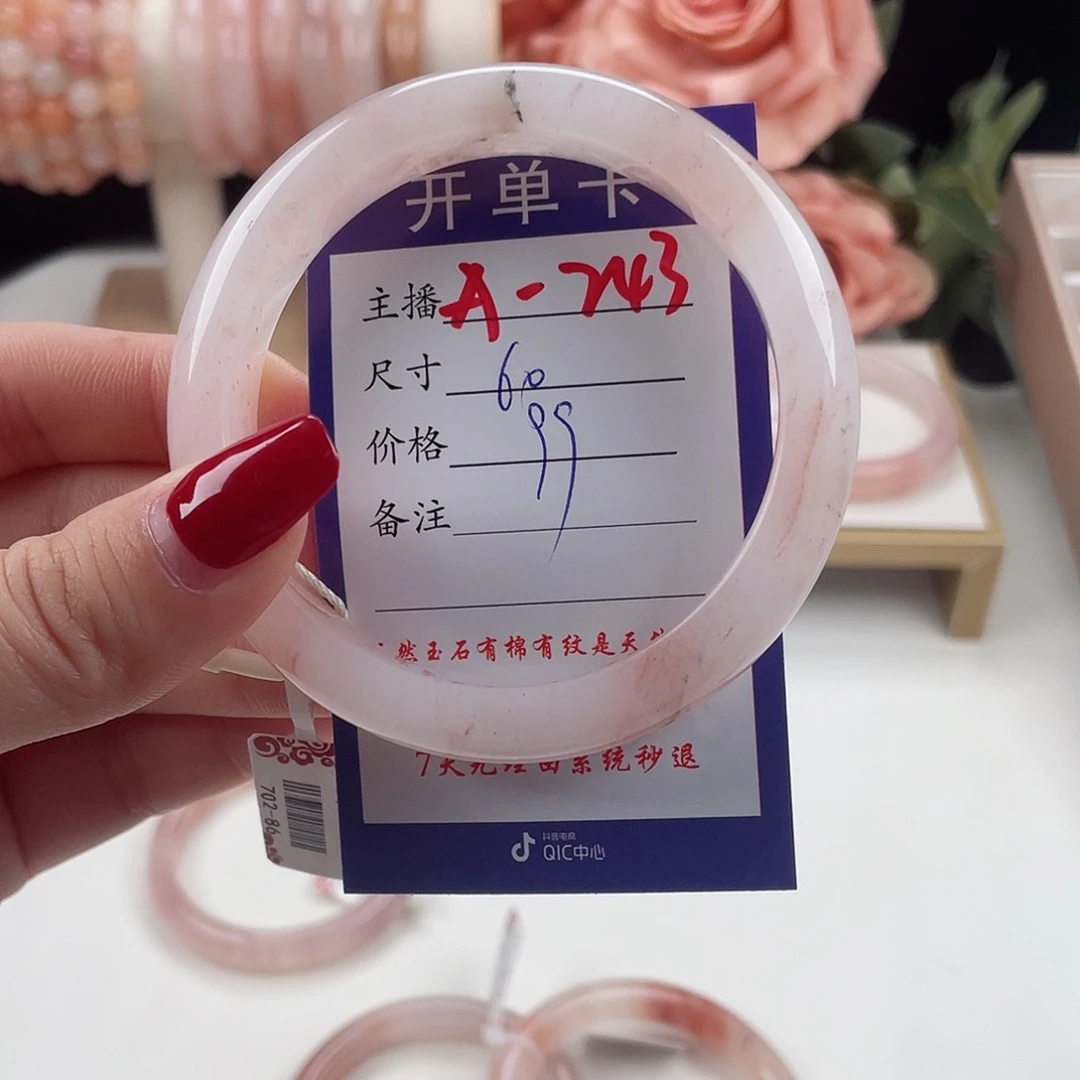 开单卡
主播 A-743
尺寸 60
价格 99
备注
然玉石有棉有纹是天然
7天无理由系统秒退
抖音电商
QIC中心
702-86